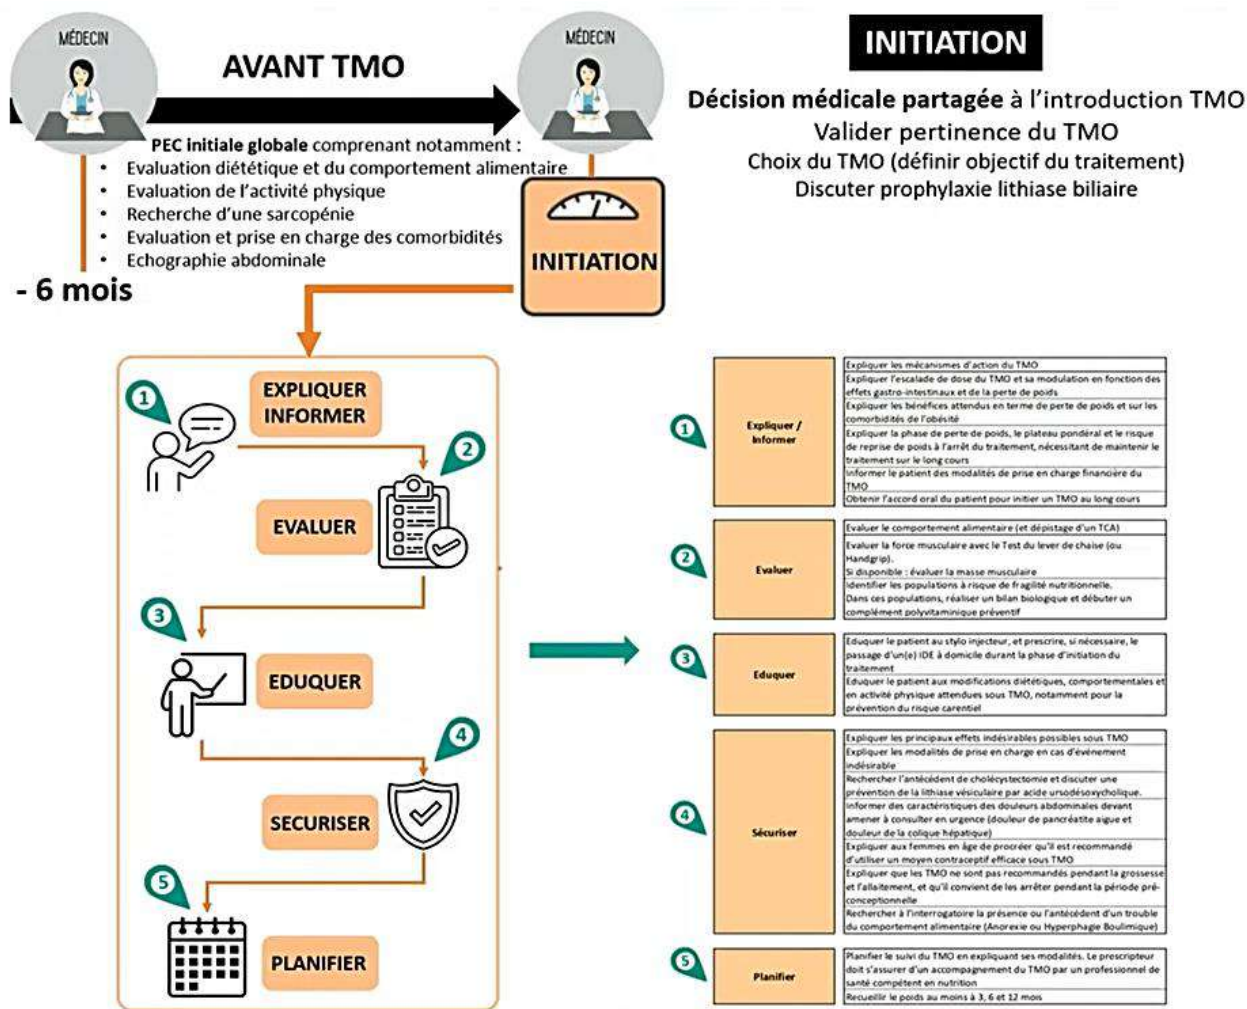 MÉDECIN
AVANT TMO
MÉDECIN
PEC initiale globale comprenant notamment :
• Evaluation diététique et du comportement alimentaire
• Evaluation de l'activité physique
• Recherche d'une sarcopénie
• Evaluation et prise en charge des comorbidités
• Echographie abdominale
- 6 mois
INITIATION
INITIATION
Décision médicale partagée à l'introduction TMO
Valider pertinence du TMO
Choix du TMO (définir objectif du traitement)
Discuter prophylaxie lithiase biliaire
1
EXPLIQUER
INFORMER
2
EVALUER
3
EDUQUER
4
SECURISER
5
PLANIFIER
1
Expliquer /
Informer
Expliquer les mécanismes d'action du TMO
Expliquer l'escalade de dose du TMO et sa modulation en fonction des
effets gastro-intestinaux et de la perte de poids
Expliquer les bénéfices attendus en terme de perte de poids et sur les
comorbidités de l'obésité
Expliquer la phase de perte de poids, le plateau pondéral et le risque
de reprise de poids à l'arrêt du traitement, nécessitant de maintenir le
traitement sur le long cours
Informer le patient des modalités de prise en charge financière du
TMO
Obtenir l'accord oral du patient pour initier un TMO au long cours
2
Evaluer
Evaluer le comportement alimentaire (et dépistage d'un TCA)
Evaluer la force musculaire avec le Test du lever de chaise (ou
Handgrip).
Si disponible : évaluer la masse musculaire
Identifier les populations à risque de fragilité nutritionnelle.
Dans ces populations, réaliser un bilan biologique et débuter un
complément polyvitaminique préventif
3
Eduquer
Eduquer le patient au stylo injecteur, et prescrire, si nécessaire, le
passage d'un(e) IDE à domicile durant la phase d'initiation du
traitement
Eduquer le patient aux modifications diététiques, comportementales et
en activité physique attendues sous TMO, notamment pour la
prévention du risque carentiel
4
Sécuriser
Expliquer les principaux effets indésirables possibles sous TMO
Expliquer les modalités de prise en charge en cas d'événement
indésirable
Rechercher l'antécédent de cholécystectomie et discuter une
prévention de la lithiase vésiculaire par acide ursodésoxycholique.
Informer des caractéristiques des douleurs abdominales devant
amener à consulter en urgence (douleur de pancréatite aigue et
douleur de la colique hépatique)
Expliquer aux femmes en âge de procréer qu'il est recommandé
d'utiliser un moyen contraceptif efficace sous TMO
Expliquer que les TMO ne sont pas recommandés pendant la grossesse
et l'allaitement, et qu'il convient de les arrêter pendant la période pré-
conceptionnelle
Rechercher à l'interrogatoire la présence ou l'antécédent d'un trouble
du comportement alimentaire (Anorexie ou Hyperphagie Boulimique)
5
Planifier
Planifier le suivi du TMO en expliquant ses modalités. Le prescripteur
doit s'assurer d'un accompagnement du TMO par un professionnel de
santé compétent en nutrition
Recueillir le poids au moins à 3, 6 et 12 mois